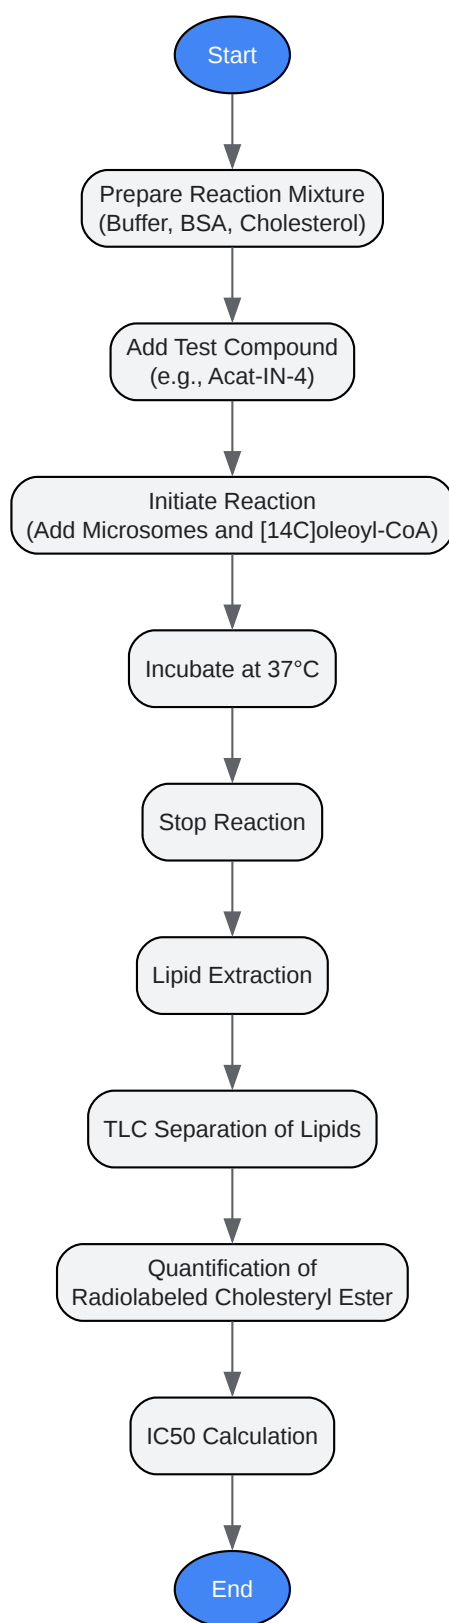 Start
Prepare Reaction Mixture
(Buffer, BSA, Cholesterol)
Add Test Compound
(e.g., Acat-IN-4)
Initiate Reaction
(Add Microsomes and [14C]oleoyl-CoA)
Incubate at 37°C
Stop Reaction
Lipid Extraction
TLC Separation of Lipids
Quantification of
Radiolabeled Cholesteryl Ester
IC50 Calculation
End